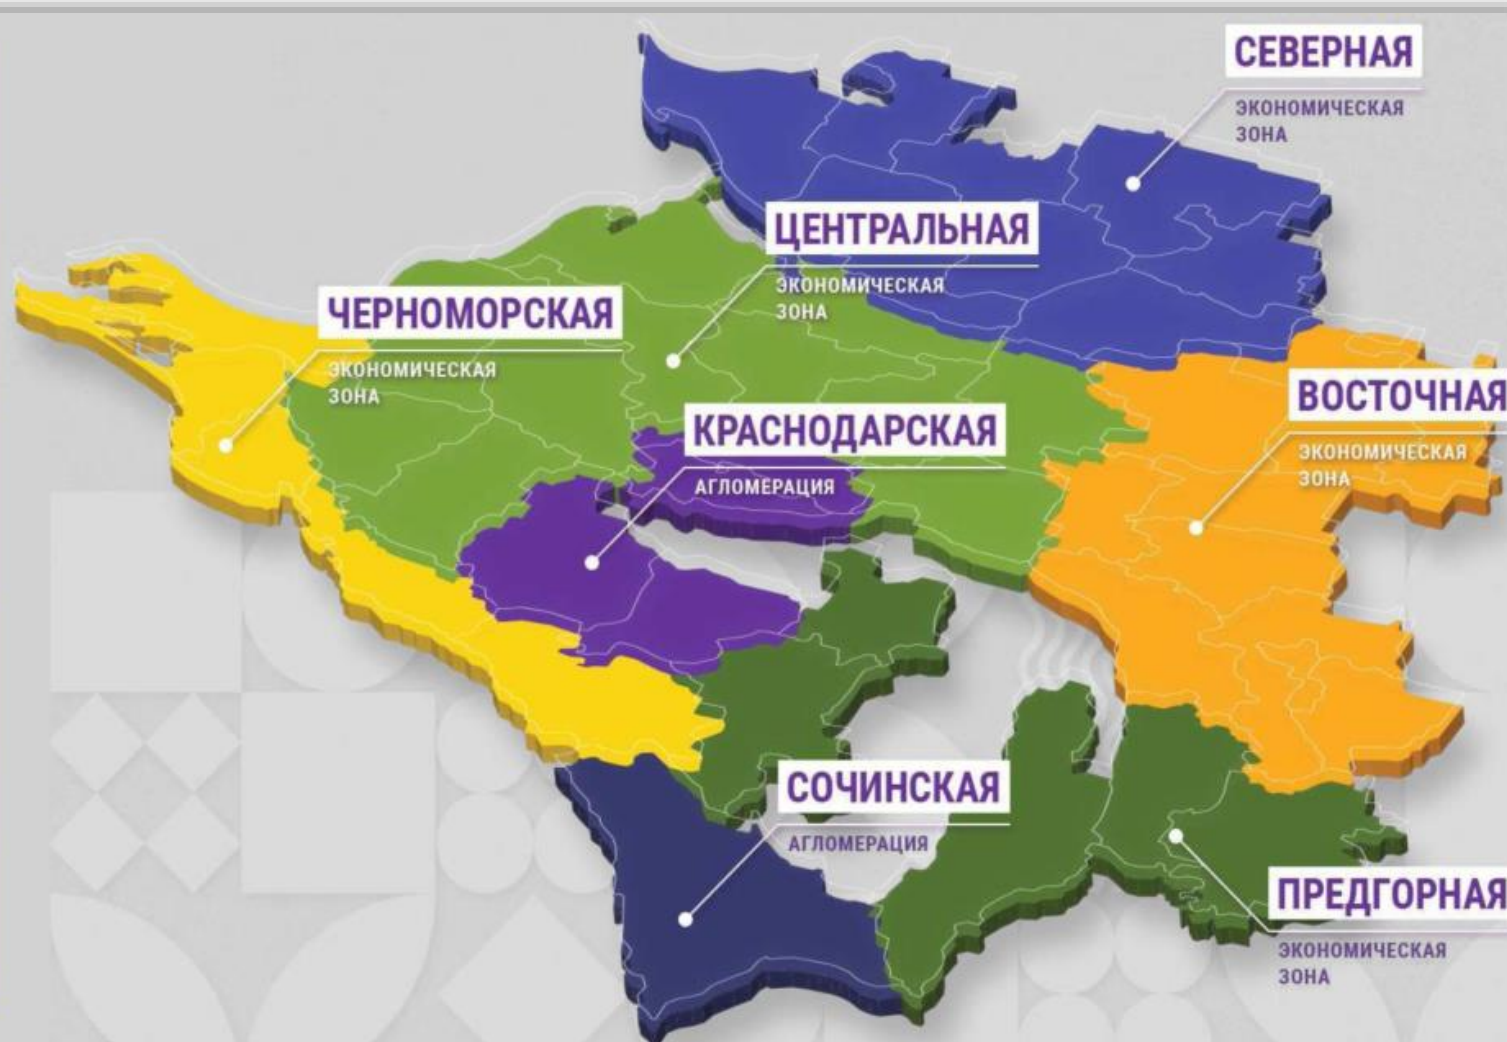 СЕВЕРНАЯ
ЭКОНОМИЧЕСКАЯ
ЗОНА
ЦЕНТРАЛЬНАЯ
ЭКОНОМИЧЕСКАЯ
ЗОНА
ЧЕРНОМОРСКАЯ
ЭКОНОМИЧЕСКАЯ
ЗОНА
ВОСТОЧНАЯ
ЭКОНОМИЧЕСКАЯ
ЗОНА
КРАСНОДАРСКАЯ
АГЛОМЕРАЦИЯ
СОЧИНСКАЯ
АГЛОМЕРАЦИЯ
ПРЕДГОРНАЯ
ЭКОНОМИЧЕСКАЯ
ЗОНА